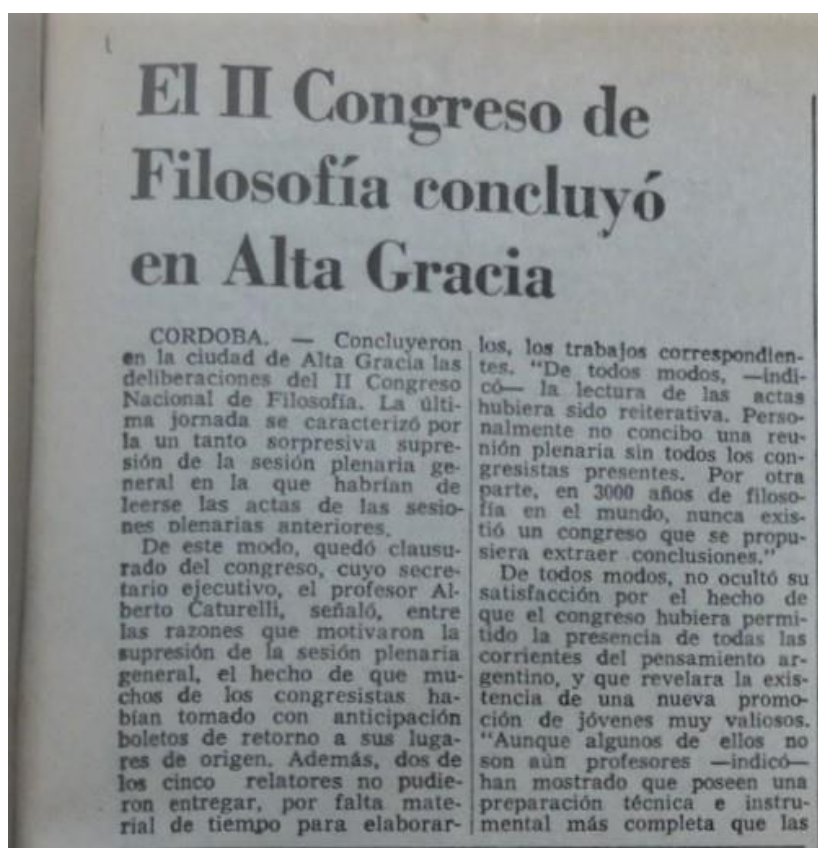 El II Congreso de
Filosofía concluyó
en Alta Gracia
CORDOBA. — Concluyeron
en la ciudad de Alta Gracia las
deliberaciones del II Congreso
Nacional de Filosofía. La últi-
ma jornada se caracterizó por
la un tanto sorpresiva supre-
sión de la sesión plenaria ge-
neral en la que habrían de
leerse las actas de las sesio-
nes plenarias anteriores.
De este modo, quedó clausu-
rado del congreso, cuyo secre-
tario ejecutivo, el profesor Al-
berto Caturelli, señaló, entre
las razones que motivaron la
supresión de la sesión plenaria
general, el hecho de que mu-
chos de los congresistas ha-
bían tomado con anticipación
boletos de retorno a sus luga-
res de origen. Además, dos de
los cinco relatores no pudie-
ron entregar, por falta mate-
rial de tiempo para elaborar-
los, los trabajos correspondien-
tes. "De todos modos, —indi-
có— la lectura de las actas
hubiera sido reiterativa. Perso-
nalmente no concibo una reu-
nión plenaria sin todos los con-
gresistas presentes. Por otra
parte, en 3000 años de filoso-
fía en el mundo, nunca exis-
tió un congreso que se propu-
siera extraer conclusiones."
De todos modos, no ocultó su
satisfacción por el hecho de
que el congreso hubiera permi-
tido la presencia de todas las
corrientes del pensamiento ar-
gentino, y que revelara la exis-
tencia de una nueva promo-
ción de jóvenes muy valiosos.
"Aunque algunos de ellos no
son aún profesores —indicó—
han mostrado que poseen una
preparación técnica e instru-
mental más completa que las